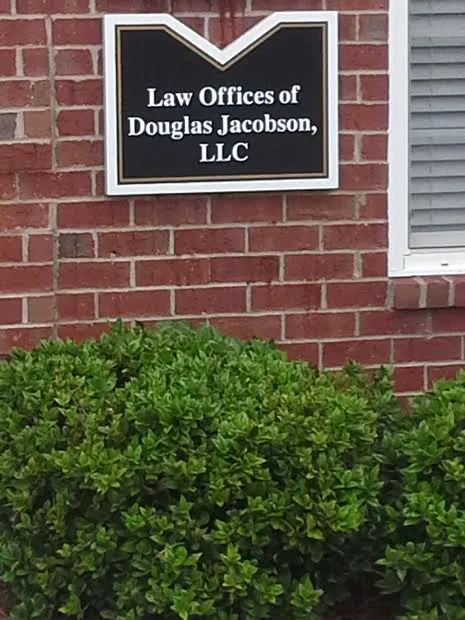 Law Offices of
Douglas Jacobson,
LLC